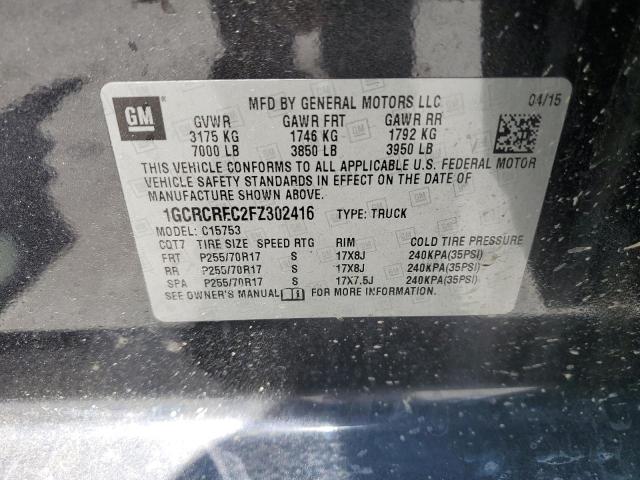 GM
MFD BY GENERAL MOTORS LLC 04/15
GVWR GAWR FRT GAWR RR
3175 KG 1746 KG 1792 KG
7000 LB 3850 LB 3950 LB
THIS VEHICLE CONFORMS TO ALL APPLICABLE U.S. FEDERAL MOTOR
VEHICLE SAFETY STANDARDS IN EFFECT ON THE DATE OF
MANUFACTURE SHOWN ABOVE.
1GCRCREC2FZ302416 TYPE: TRUCK
MODEL: C15753
CQT7 TIRE SIZE SPEED RTG RIM COLD TIRE PRESSURE
FRT P255/70R17 S 17X8J 240KPA(35PSI)
RR P255/70R17 S 17X8J 240KPA(35PSI)
SPA P255/70R17 S 17X7.5J 240KPA(35PSI)
SEE OWNER'S MANUAL FOR MORE INFORMATION.